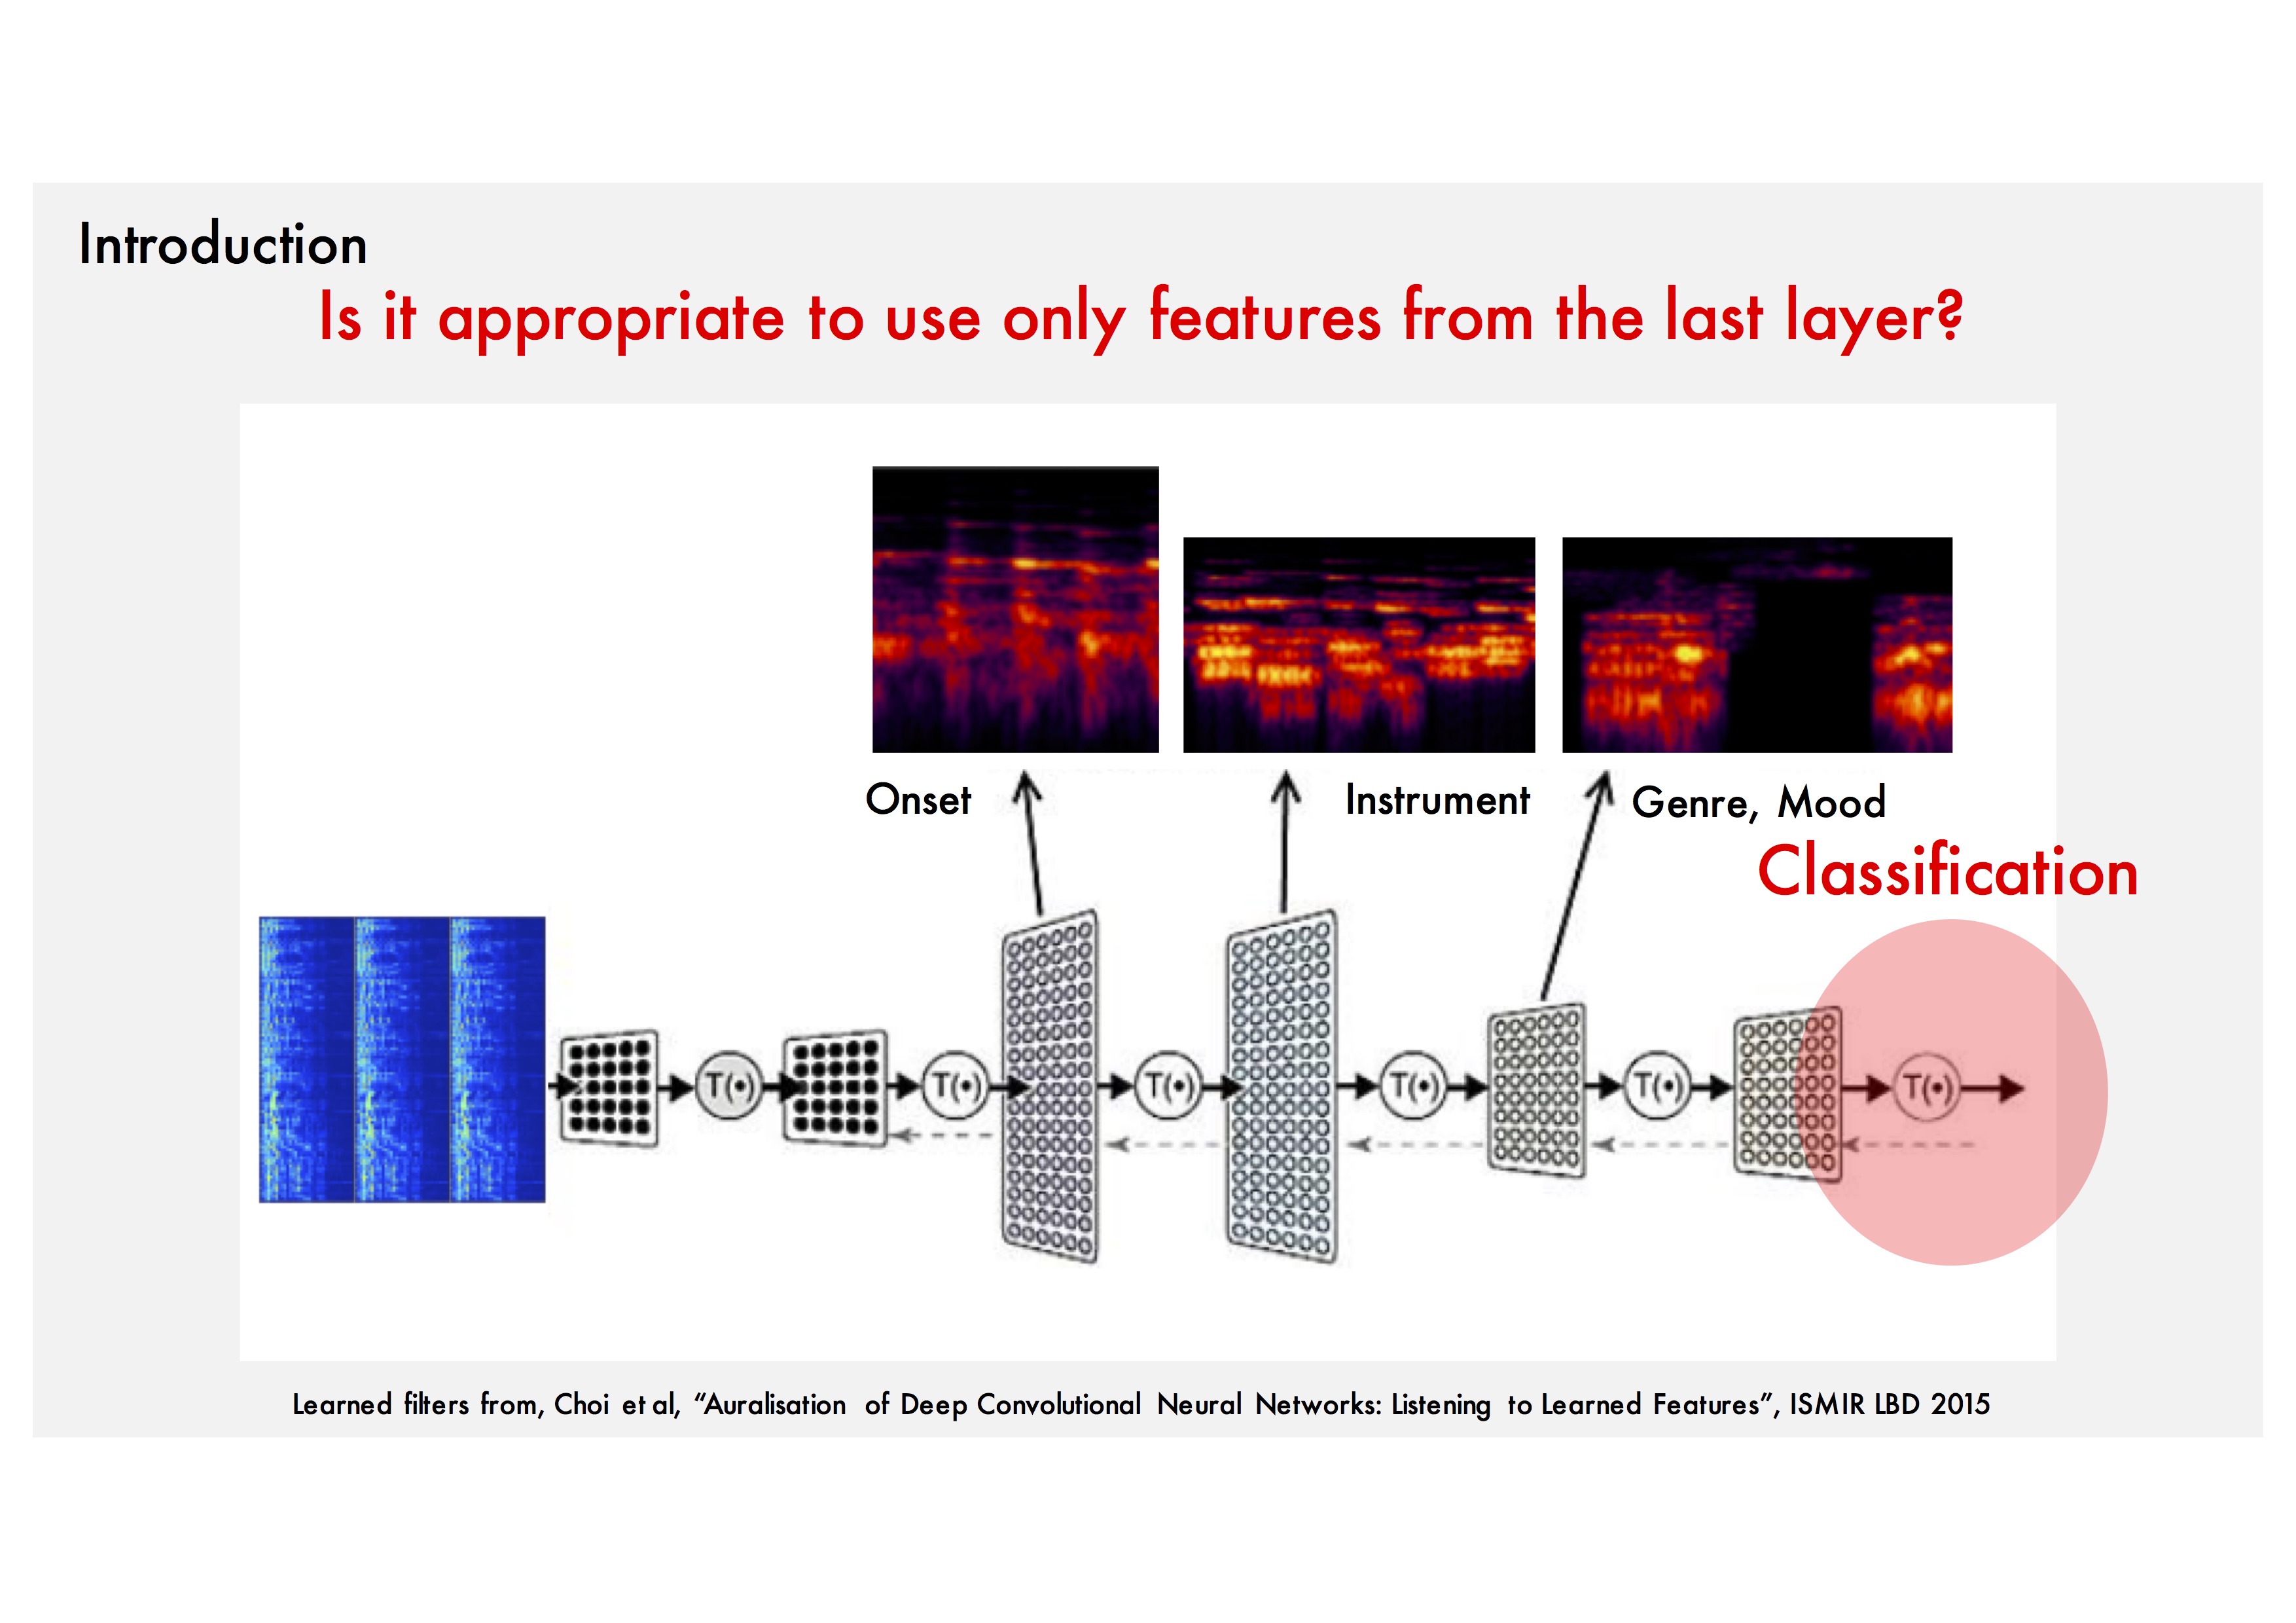 Introduction
Is it appropriate to use only features from the last layer?
Onset
Instrument
Genre, Mood
Classification
T(•)
T(•)
T(•)
T(•)
T(•)
T(•)
Learned filters from, Choi et al, “Auralisation of Deep Convolutional Neural Networks: Listening to Learned Features”, ISMIR LBD 2015